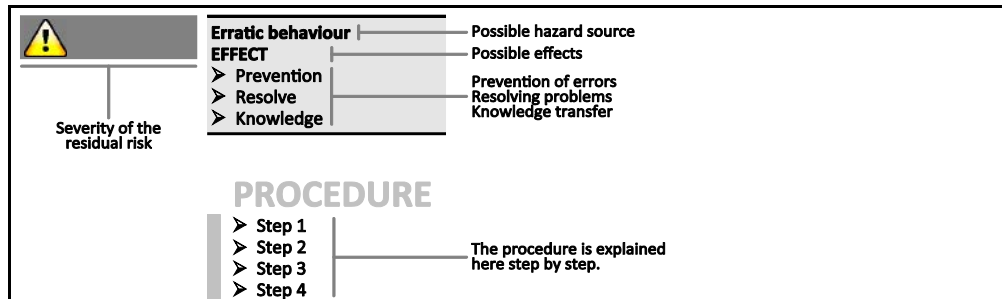 Erratic behaviour
EFFECT
➢ Prevention
➢ Resolve
➢ Knowledge
Possible hazard source
Possible effects
Prevention of errors
Resolving problems
Knowledge transfer
Severity of the
residual risk
PROCEDURE
➢ Step 1
➢ Step 2
➢ Step 3
➢ Step 4
The procedure is explained
here step by step.